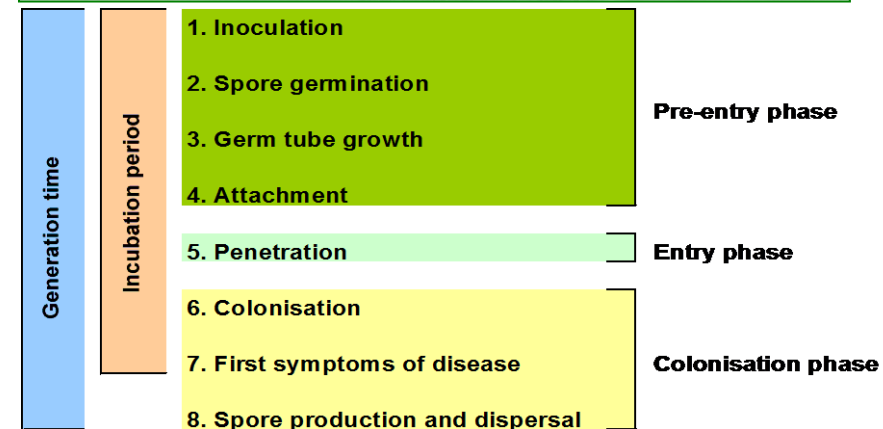 Generation time
Incubation period
1. Inoculation
2. Spore germination
3. Germ tube growth
4. Attachment
Pre-entry phase
5. Penetration
Entry phase
6. Colonisation
7. First symptoms of disease
8. Spore production and dispersal
Colonisation phase